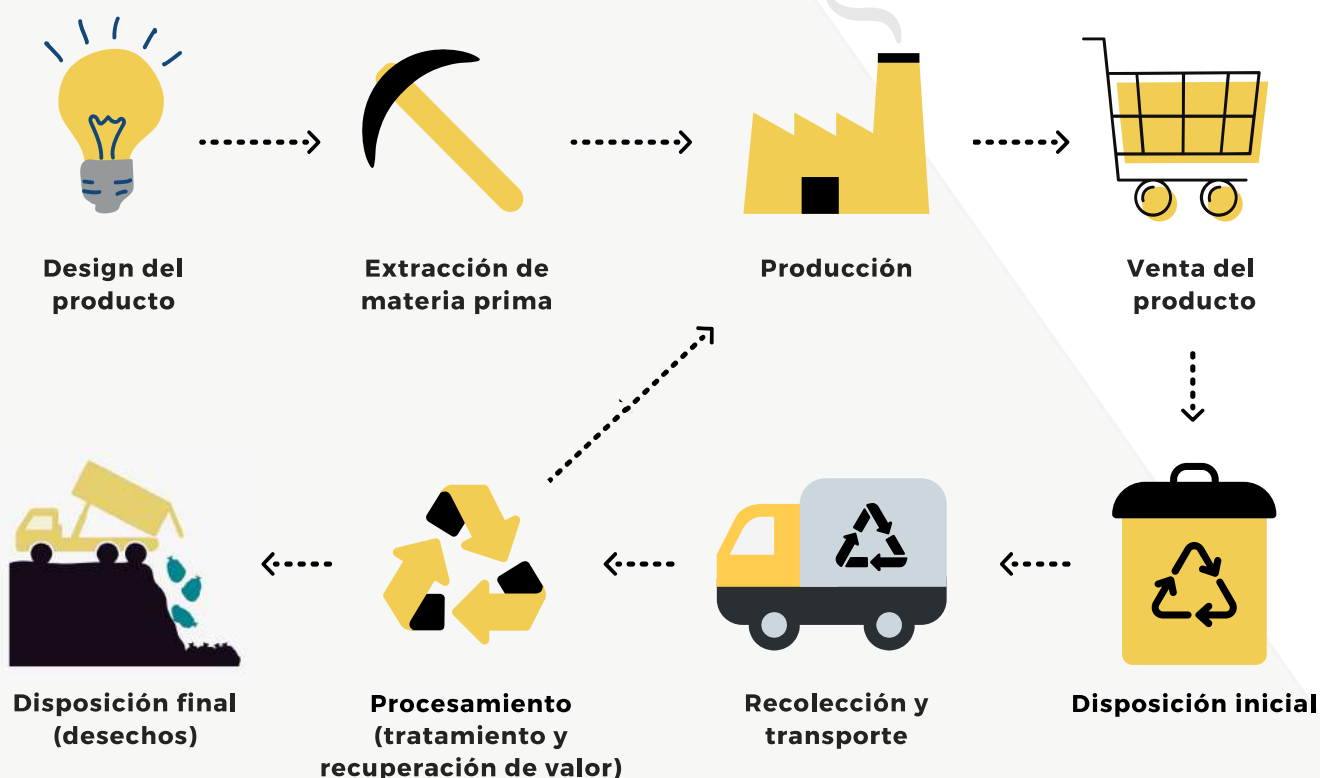 Design del
producto
Extracción de
materia prima
Producción
Venta del
producto
Disposición final
(desechos)
Procesamiento
(tratamiento y
recuperación de valor)
Recolección y
transporte
Disposición inicial